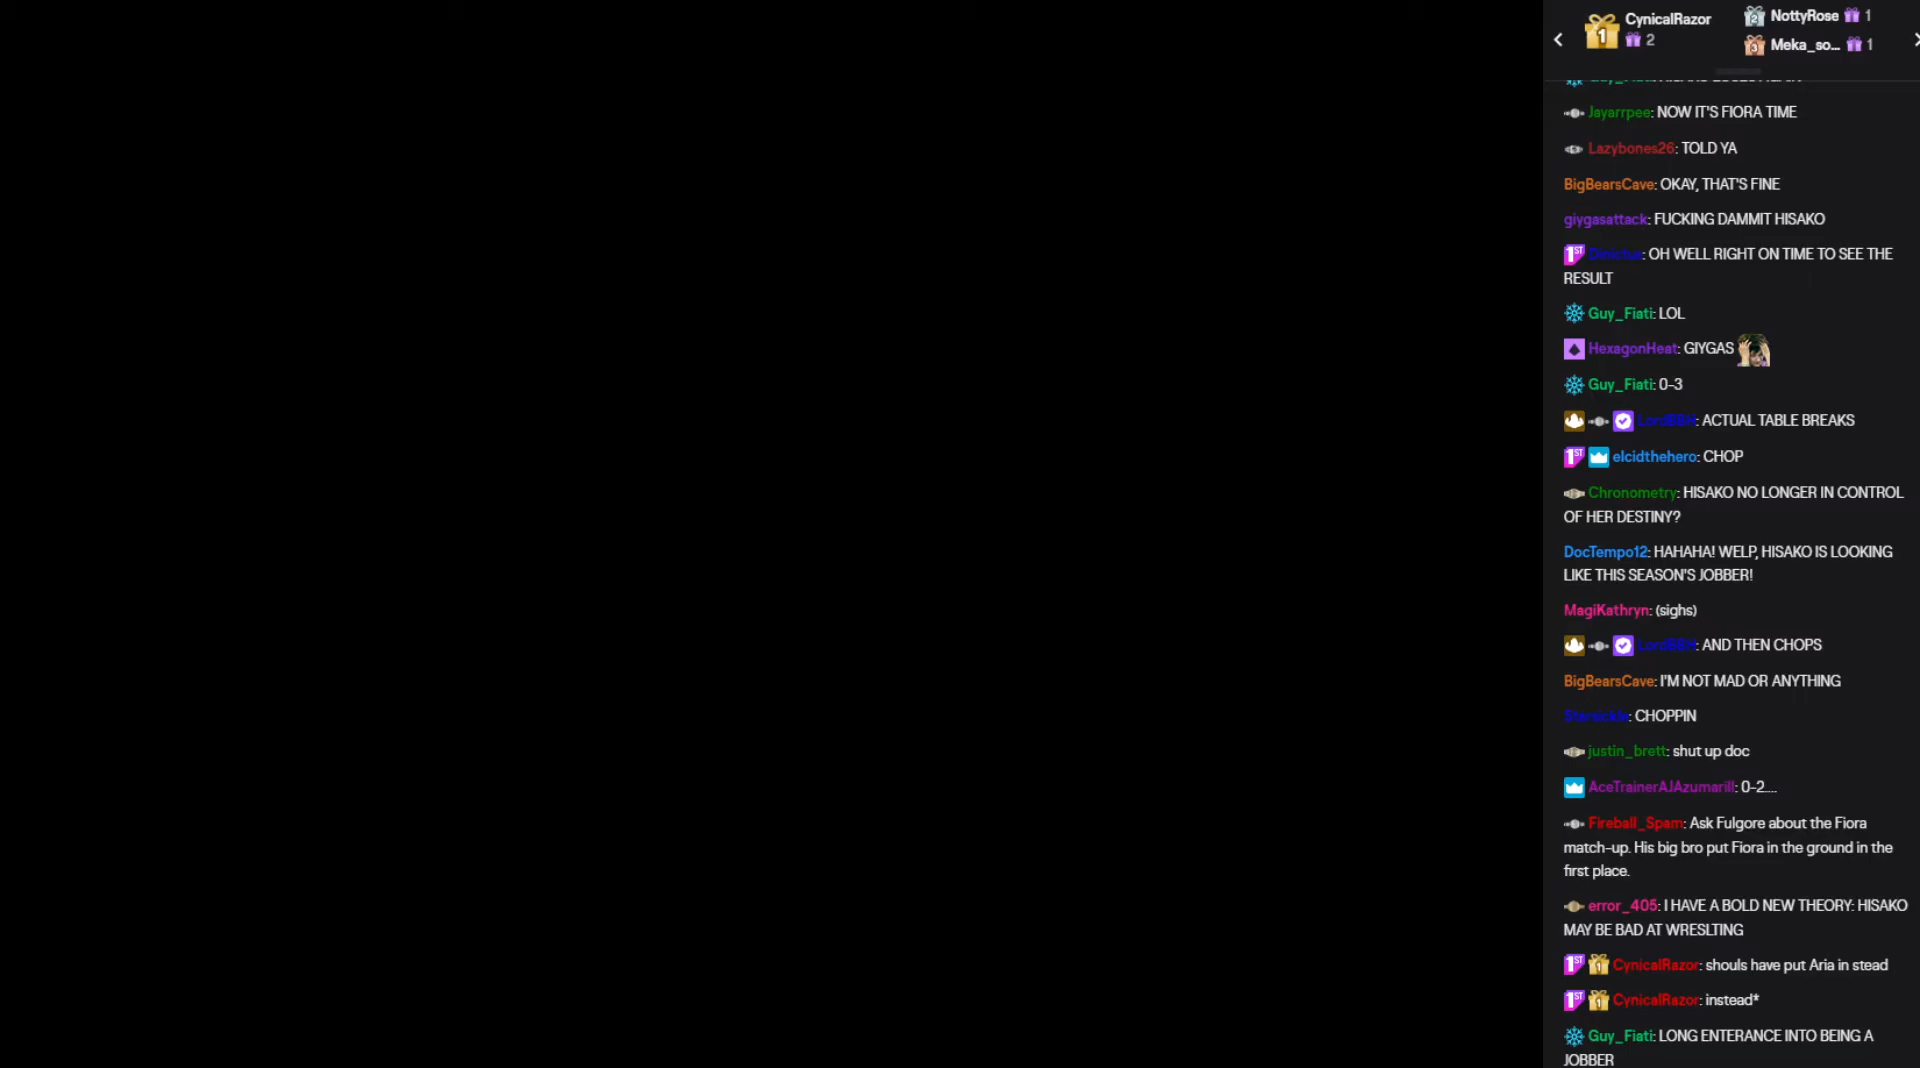 CynicalRazor
2
NottyRose 1
Meka_so... 1
Jayarrpee: NOW IT'S FIORA TIME
Lazybones26: TOLD YA
BigBearsCave: OKAY, THAT'S FINE
giygasattack: FUCKING DAMMIT HISAKO
Dinictus: OH WELL RIGHT ON TIME TO SEE THE
RESULT
Guy_Fiati: LOL
HexagonHeat: GIYGAS
Guy_Fiati: 0-3
LordBBH: ACTUAL TABLE BREAKS
elcidthehero: CHOP
Chronometry: HISAKO NO LONGER IN CONTROL
OF HER DESTINY?
DocTempo12: HAHAHA! WELP, HISAKO IS LOOKING
LIKE THIS SEASON'S JOBBER!
MagiKathryn: (sighs)
LordBBH: AND THEN CHOPS
BigBearsCave: I'M NOT MAD OR ANYTHING
: CHOPPIN
justin_brett: shut up doc
AceTrainerAJAzumarill: 0-2....
Fireball_Spam: Ask Fulgore about the Fiora
match-up. His big bro put Fiora in the ground in the
first place.
error_405: I HAVE A BOLD NEW THEORY: HISAKO
MAY BE BAD AT WRESLTING
CynicalRazor: shouls have put Aria in stead
CynicalRazor: instead*
Guy_Fiati: LONG ENTERANCE INTO BEING A
JOBBER